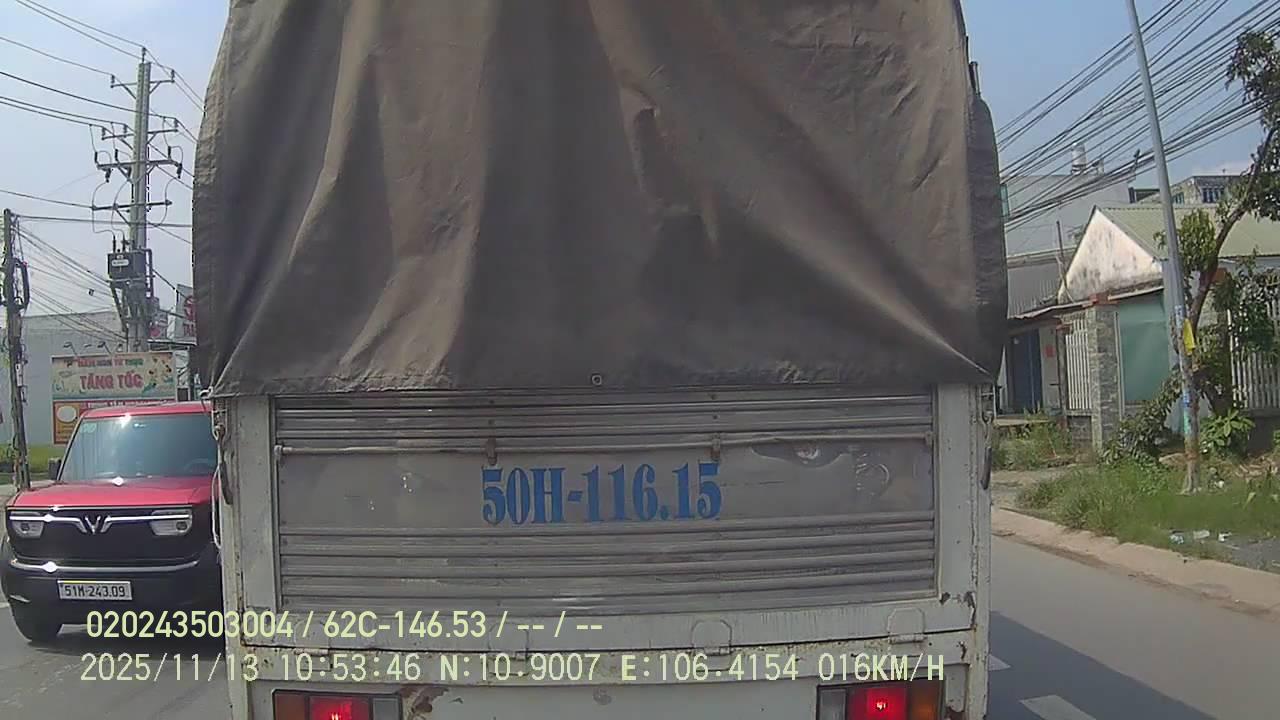 TĂNG TỐC
50H-116.15
51M-243.09
020243503004 / 62C-146.53 / -- / --
2025/11/13 10:53:46 N:10.9007 E:106.4154 016KM/H